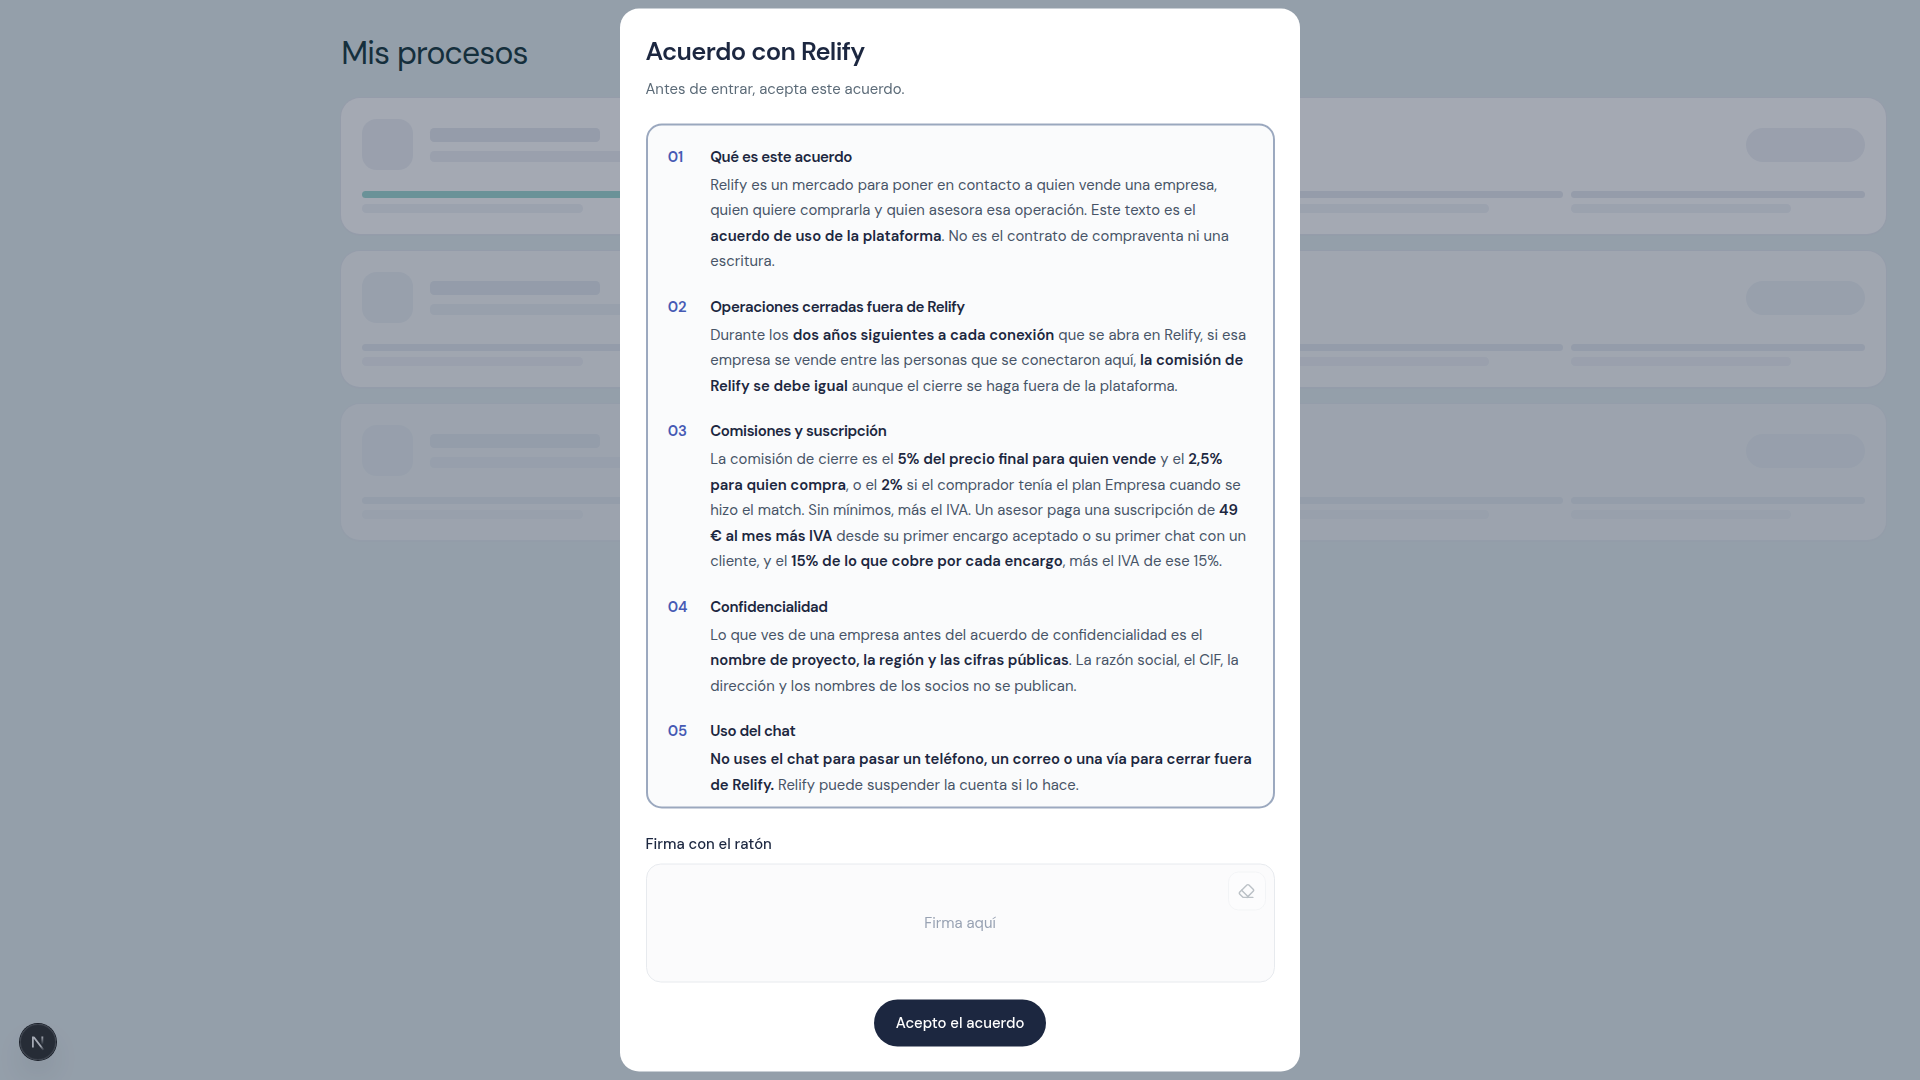 Mis procesos
Acuerdo con Relify
Antes de entrar, acepta este acuerdo.
01 Qué es este acuerdo
Relify es un mercado para poner en contacto a quien vende una empresa,
quien quiere comprarla y quien asesora esa operación. Este texto es el
acuerdo de uso de la plataforma. No es el contrato de compraventa ni una
escritura.
02 Operaciones cerradas fuera de Relify
Durante los dos años siguientes a cada conexión que se abra en Relify, si esa
empresa se vende entre las personas que se conectaron aquí, la comisión de
Relify se debe igual aunque el cierre se haga fuera de la plataforma.
03 Comisiones y suscripción
La comisión de cierre es el 5% del precio final para quien vende y el 2,5%
para quien compra, o el 2% si el comprador tenía el plan Empresa cuando se
hizo el match. Sin mínimos, más el IVA. Un asesor paga una suscripción de 49
€ al mes más IVA desde su primer encargo aceptado o su primer chat con un
cliente, y el 15% de lo que cobre por cada encargo, más el IVA de ese 15%.
04 Confidencialidad
Lo que ves de una empresa antes del acuerdo de confidencialidad es el
nombre de proyecto, la región y las cifras públicas. La razón social, el CIF, la
dirección y los nombres de los socios no se publican.
05 Uso del chat
No uses el chat para pasar un teléfono, un correo o una vía para cerrar fuera
de Relify. Relify puede suspender la cuenta si lo hace.
Firma con el ratón
Firma aquí
Acepto el acuerdo
N